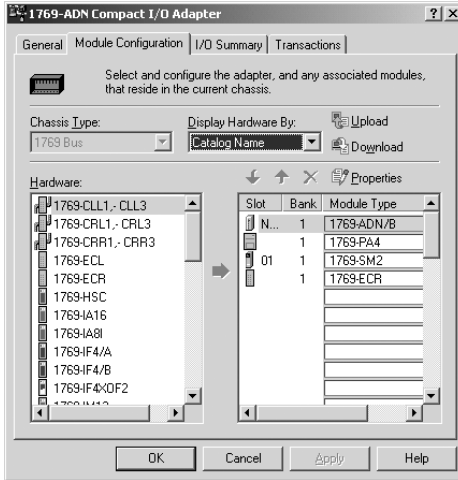 1769-ADN Compact I/O Adapter
General Module Configuration I/O Summary Transactions
Select and configure the adapter, and any associated modules,
that reside in the current chassis.
Chassis Type: Display Hardware By: Upload
1769 Bus Catalog Name Download
Properties
Hardware:
Slot Bank Module Type
1769-CLL1,- CLL3
1769-CRL1,- CRL3
1769-CRR1,- CRR3
1769-ECL
1769-ECR
1769-HSC
1769-IA16
1769-IA8I
1769-IF4/A
1769-IF4/B
1769-IF4XOF2
N... 1 1769-ADN/B
1 1769-PA4
01 1 1769-SM2
1 1769-ECR
OK Cancel Apply Help